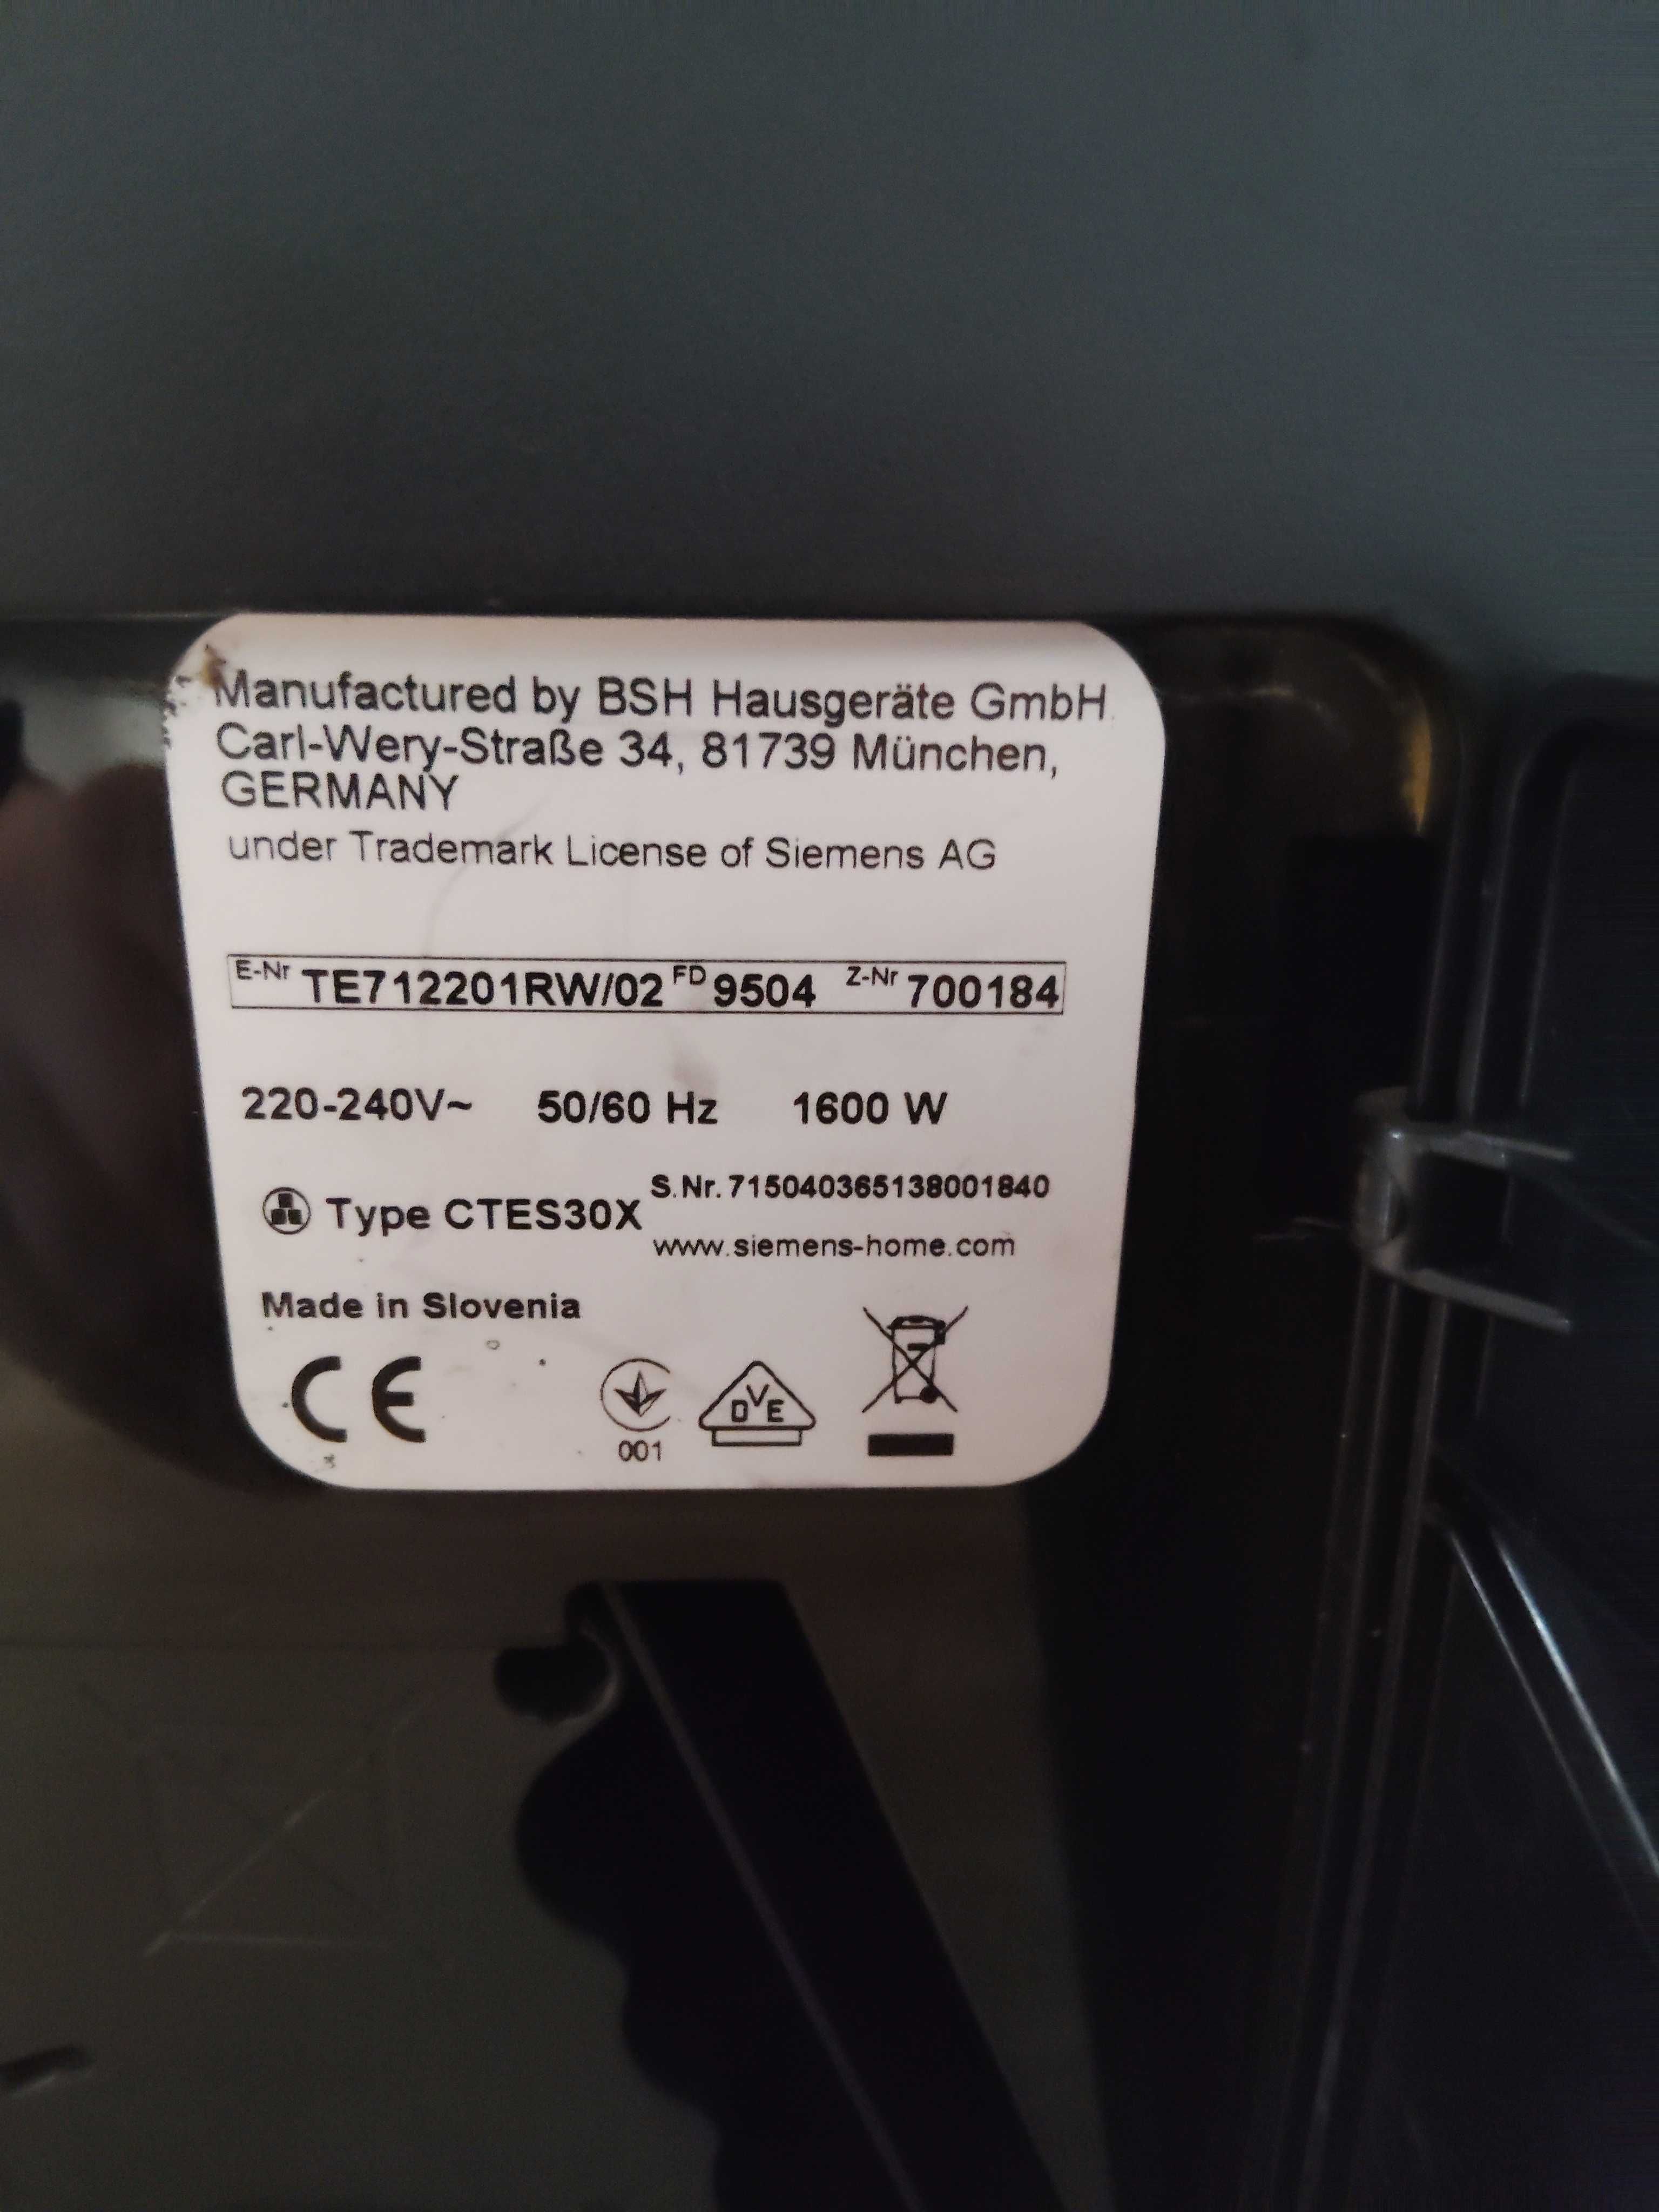 Manufactured by BSH Hausgeräte GmbH
Carl-Wery-Straße 34, 81739 München,
GERMANY
under Trademark License of Siemens AG
E-Nr TE712201RW/02 FD 9504 Z-Nr 700184
220-240V~ 50/60 Hz 1600 W
Type CTES30X
S.Nr. 715040365138001840
www.siemens-home.com
Made in Slovenia
CE
001
DVE